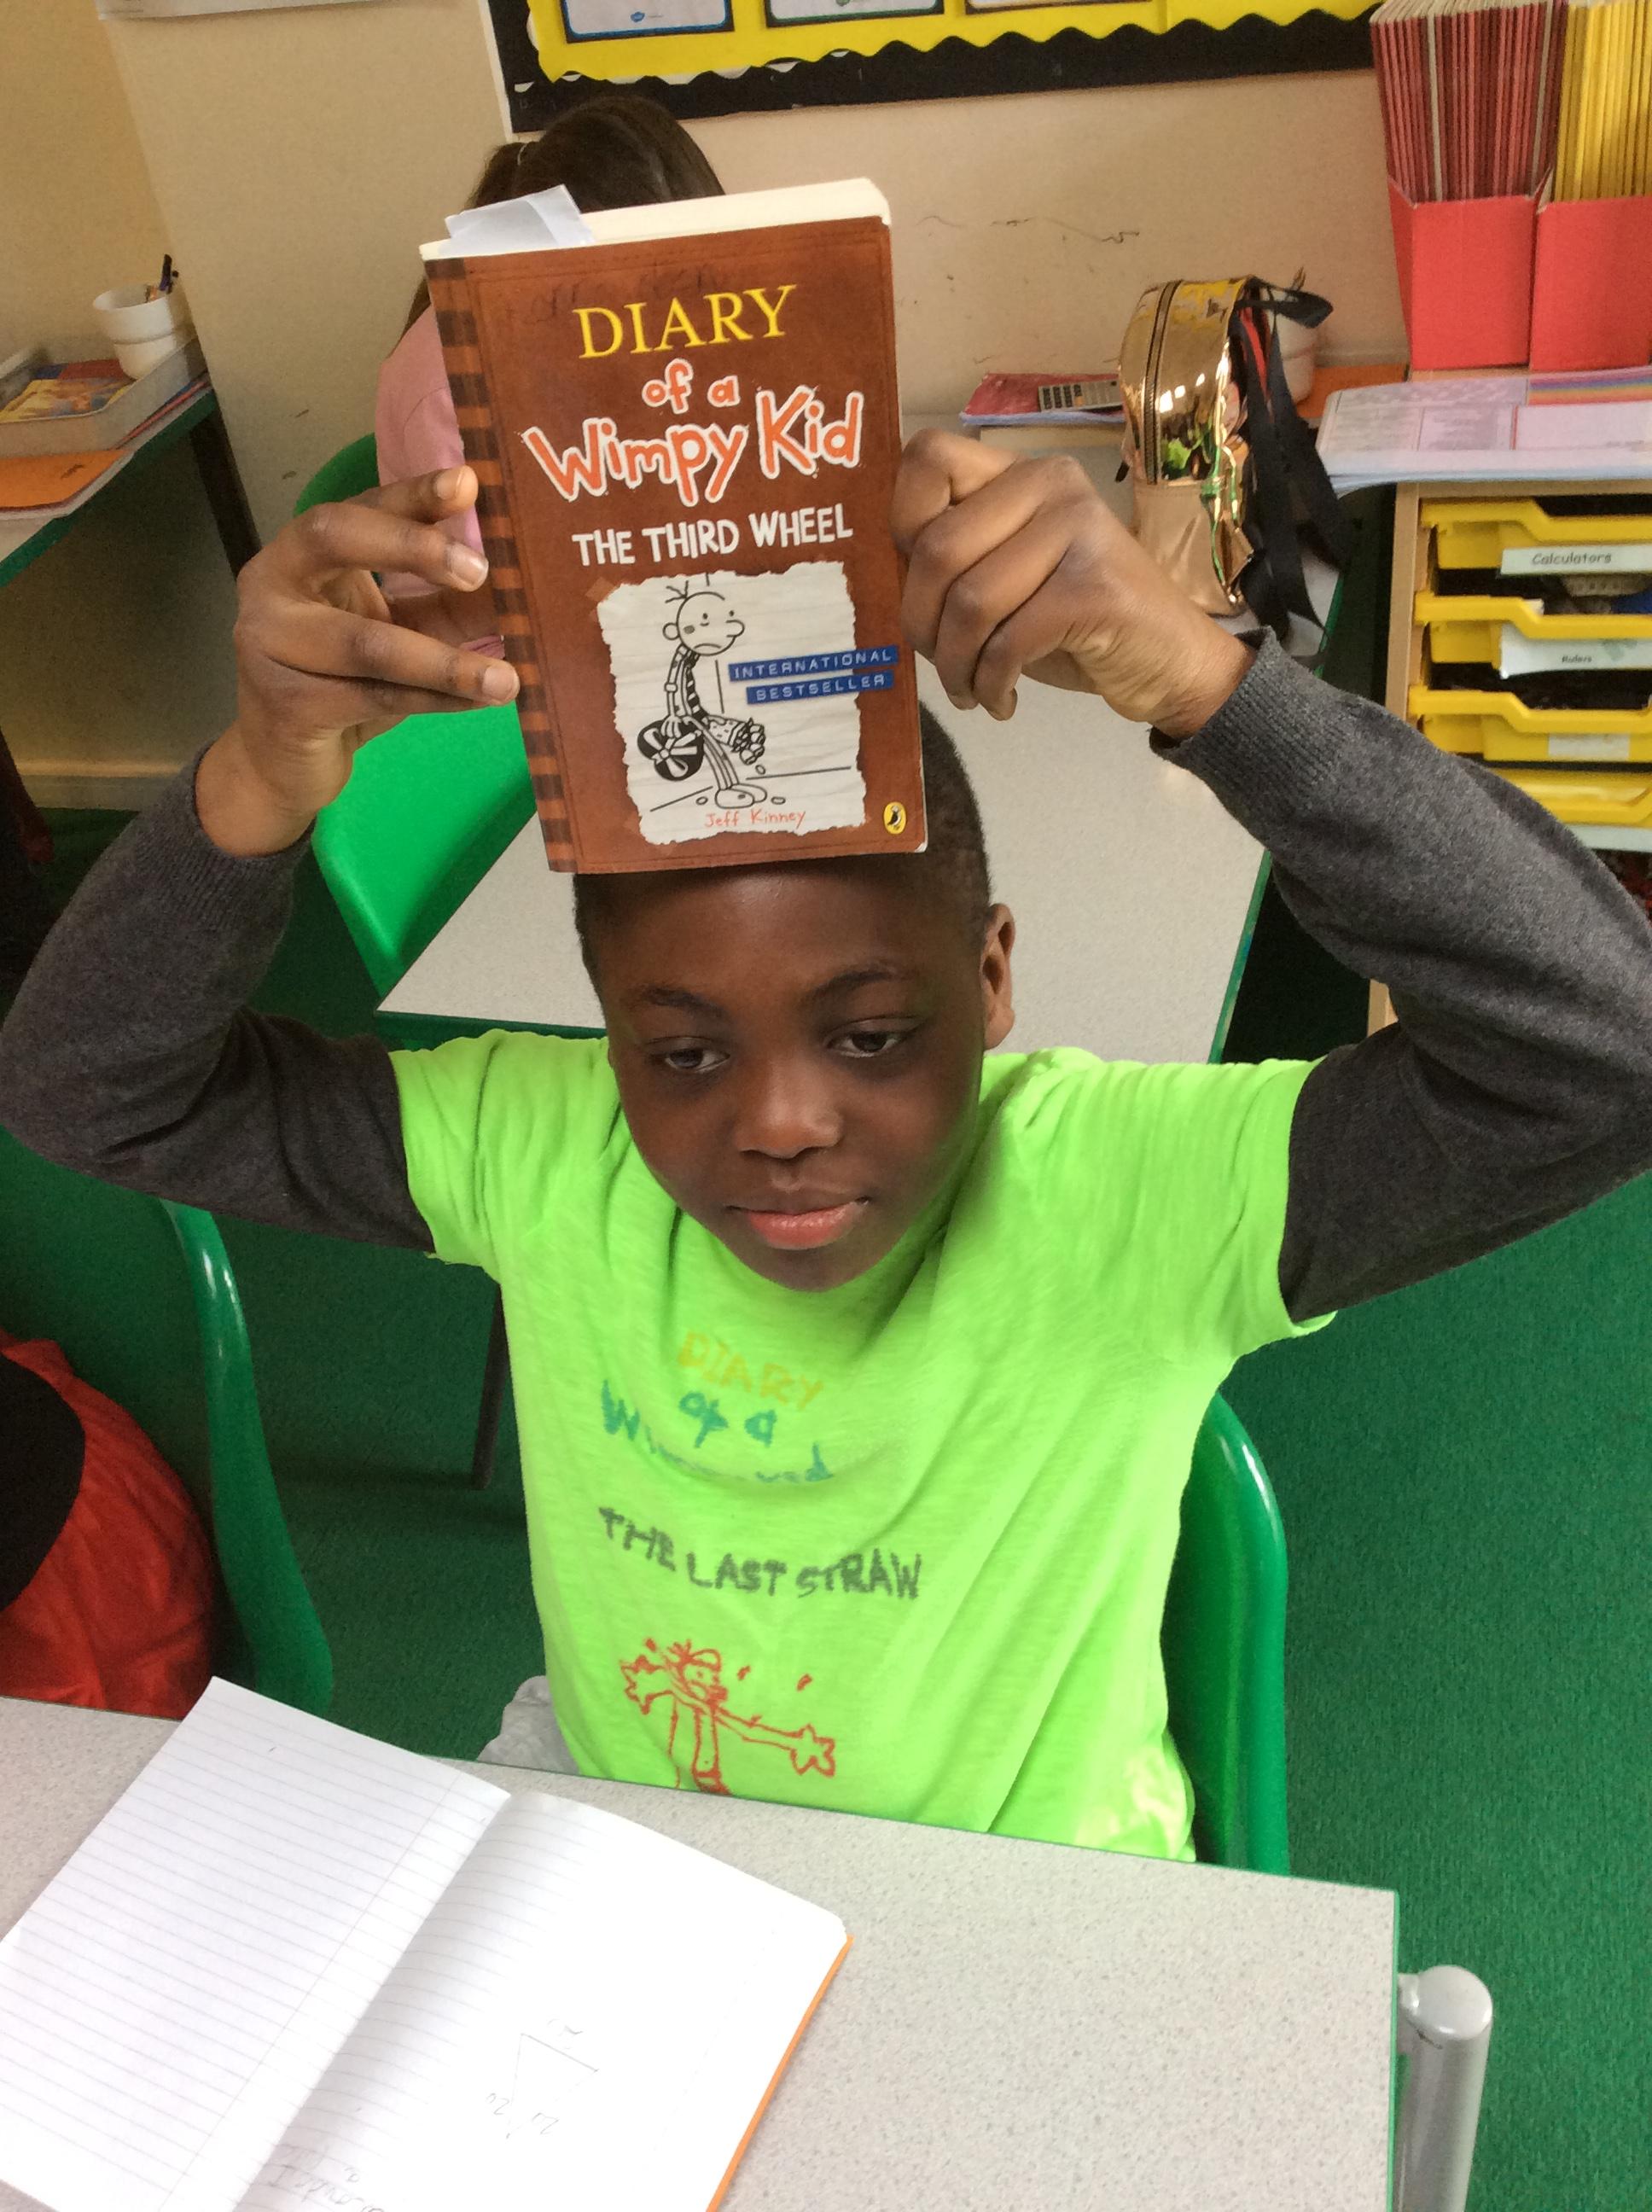 DIARY
of a
Wimpy Kid
THE THIRD WHEEL
INTERNATIONAL
BESTSELLER
Jeff Kinney
Calculators
Rulers
DIARY
of a
THE LAST STRAW